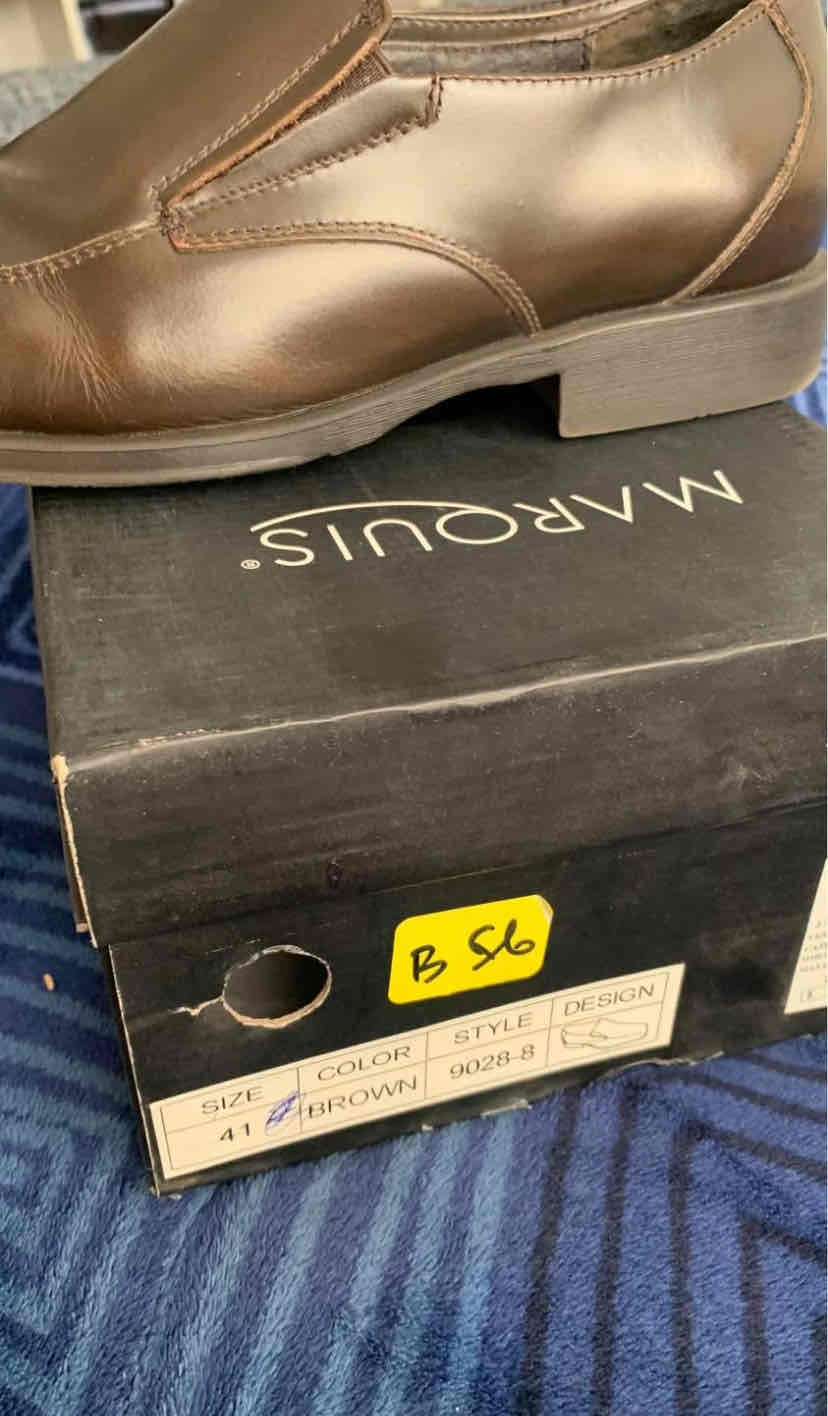 MARQUIS®
B 56
SIZE COLOR STYLE DESIGN
41 BROWN 9028-8